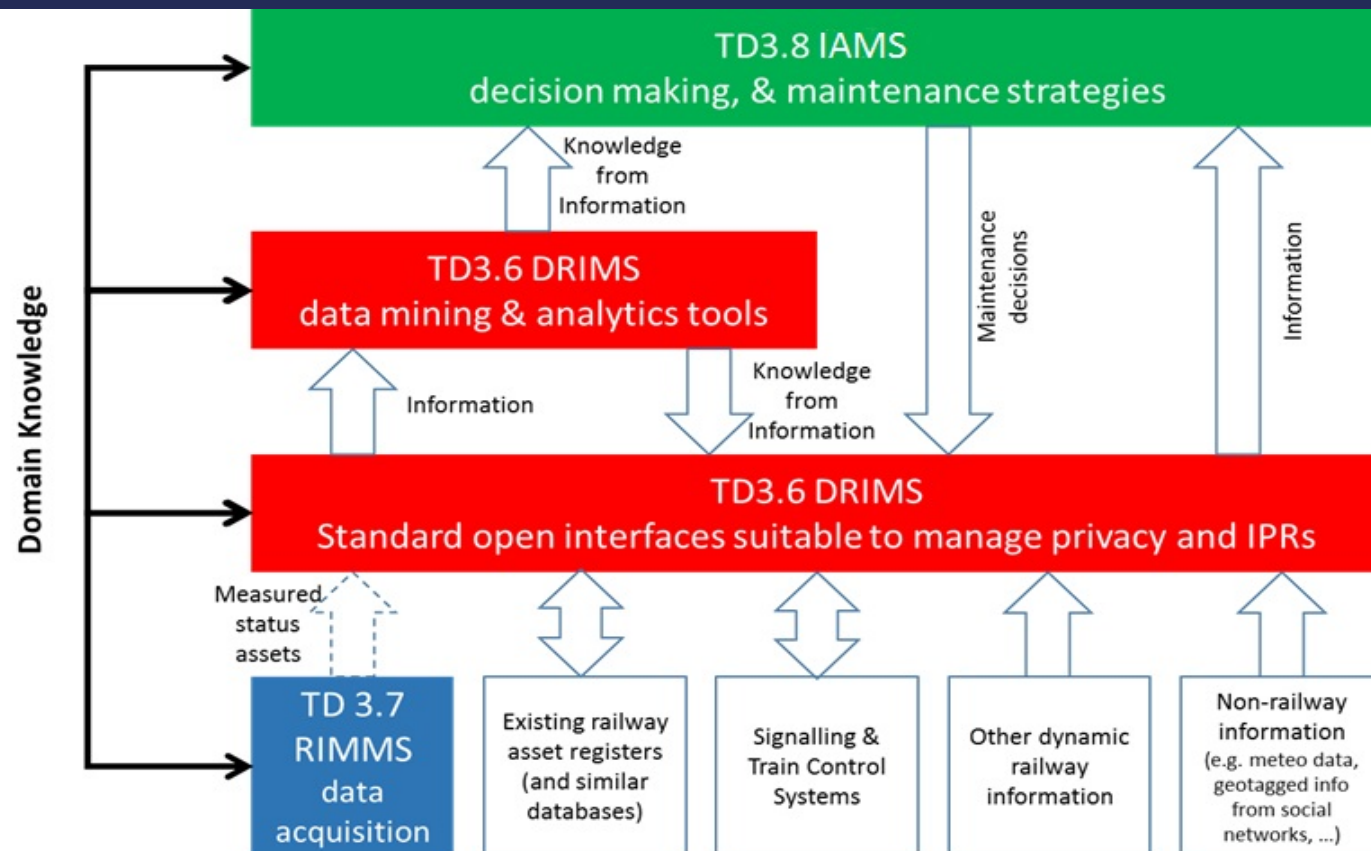 TD3.8 IAMS
decision making, & maintenance strategies
Knowledge
from
Information
Maintenance
decisions
Information
TD3.6 DRIMS
data mining & analytics tools
Domain Knowledge
Information
Knowledge
from
Information
TD3.6 DRIMS
Standard open interfaces suitable to manage privacy and IPRs
Measured
status
assets
TD 3.7
RIMMS
data
acquisition
Existing railway
asset registers
(and similar
databases)
Signalling &
Train Control
Systems
Other dynamic
railway
information
Non-railway
information
(e.g. meteo data,
geotagged info
from social
networks, ...)